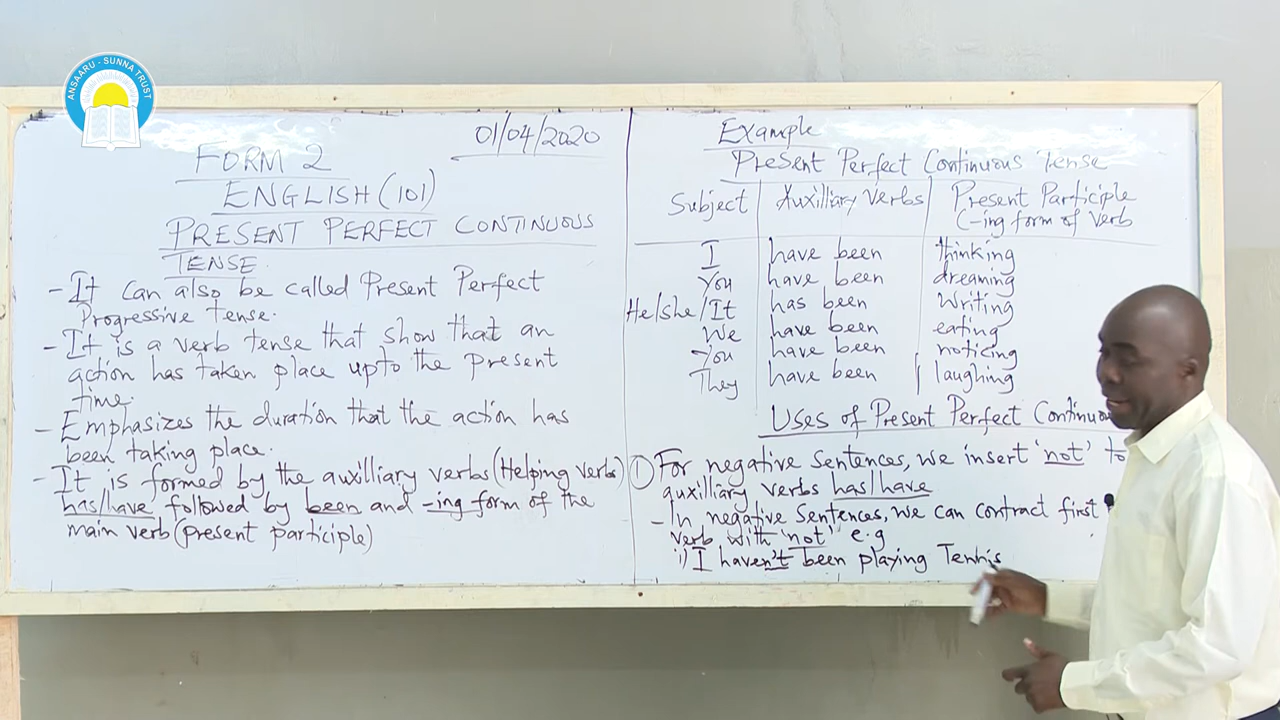 ANSAARU - SUNNA TRUST
01/04/2020
FORM 2
ENGLISH (101)
PRESENT PERFECT CONTINUOUS
TENSE.
- It can also be called Present Perfect
Progressive tense.
- It is a verb tense that show that an
action has taken place upto the present
time.
- Emphasizes the duration that the action has
been taking place.
- It is formed by the auxilliary verbs (Helping verbs)
has/have followed by been and -ing form of the
main verb (present participle)
Example
Present Perfect Continuous Tense
Subject Auxilliary Verbs Present Participle
(-ing form of Verb
I have been thinking
You have been dreaming
He/she/It has been writing
We have been eating
You have been noticing
They have been laughing
Uses of Present Perfect Continuou
① For negative sentences, we insert 'not' to
auxilliary verbs has/have
- In negative sentences, we can contract first
verb with 'not' e.g
i) I haven't been playing Tennis